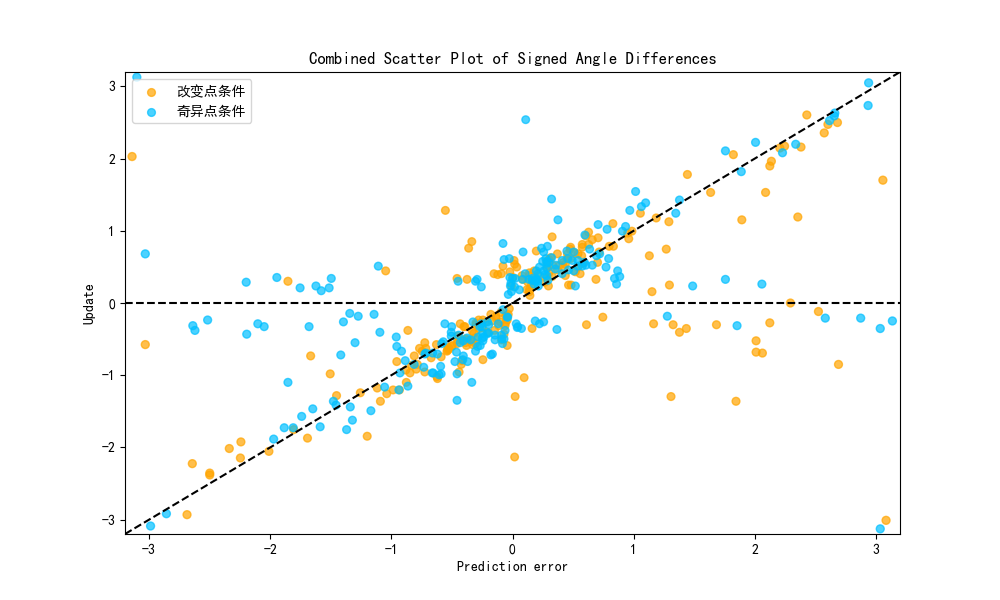 Combined Scatter Plot of Signed Angle Differences
改变点条件
奇异点条件
3
2
1
0
−1
−2
−3
Update
−3 −2 −1 0 1 2 3
Prediction error